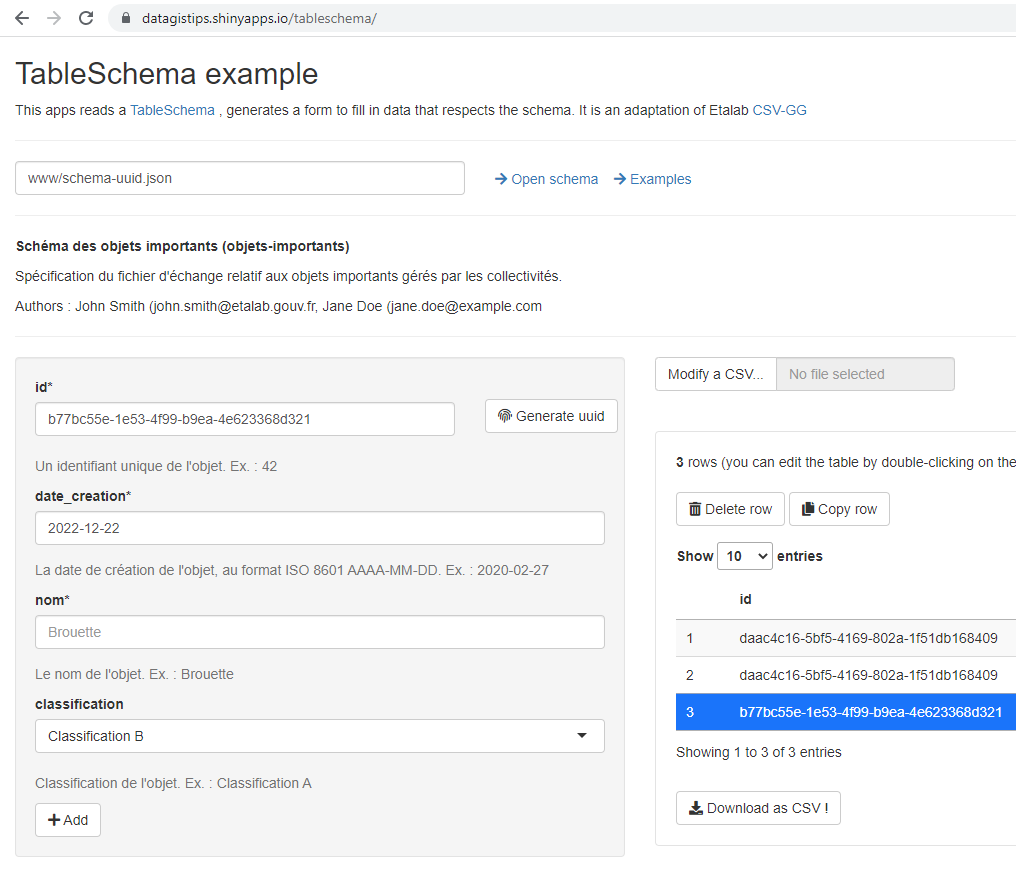 datagistips.shinyapps.io/tableschema/
TableSchema example
This apps reads a TableSchema , generates a form to fill in data that respects the schema. It is an adaptation of Etalab CSV-GG
www/schema-uuid.json
Open schema
Examples
Schéma des objets importants (objets-importants)
Spécification du fichier d'échange relatif aux objets importants gérés par les collectivités.
Authors : John Smith (john.smith@etalab.gouv.fr, Jane Doe (jane.doe@example.com
id*
b77bc55e-1e53-4f99-b9ea-4e623368d321
Generate uuid
Un identifiant unique de l'objet. Ex. : 42
date_creation*
2022-12-22
La date de création de l'objet, au format ISO 8601 AAAA-MM-DD. Ex. : 2020-02-27
nom*
Brouette
Le nom de l'objet. Ex. : Brouette
classification
Classification B
Classification de l'objet. Ex. : Classification A
Add
Modify a CSV...
No file selected
3 rows (you can edit the table by double-clicking on the
Delete row
Copy row
Show 10 entries
id
1 daac4c16-5bf5-4169-802a-1f51db168409
2 daac4c16-5bf5-4169-802a-1f51db168409
3 b77bc55e-1e53-4f99-b9ea-4e623368d321
Showing 1 to 3 of 3 entries
Download as CSV !